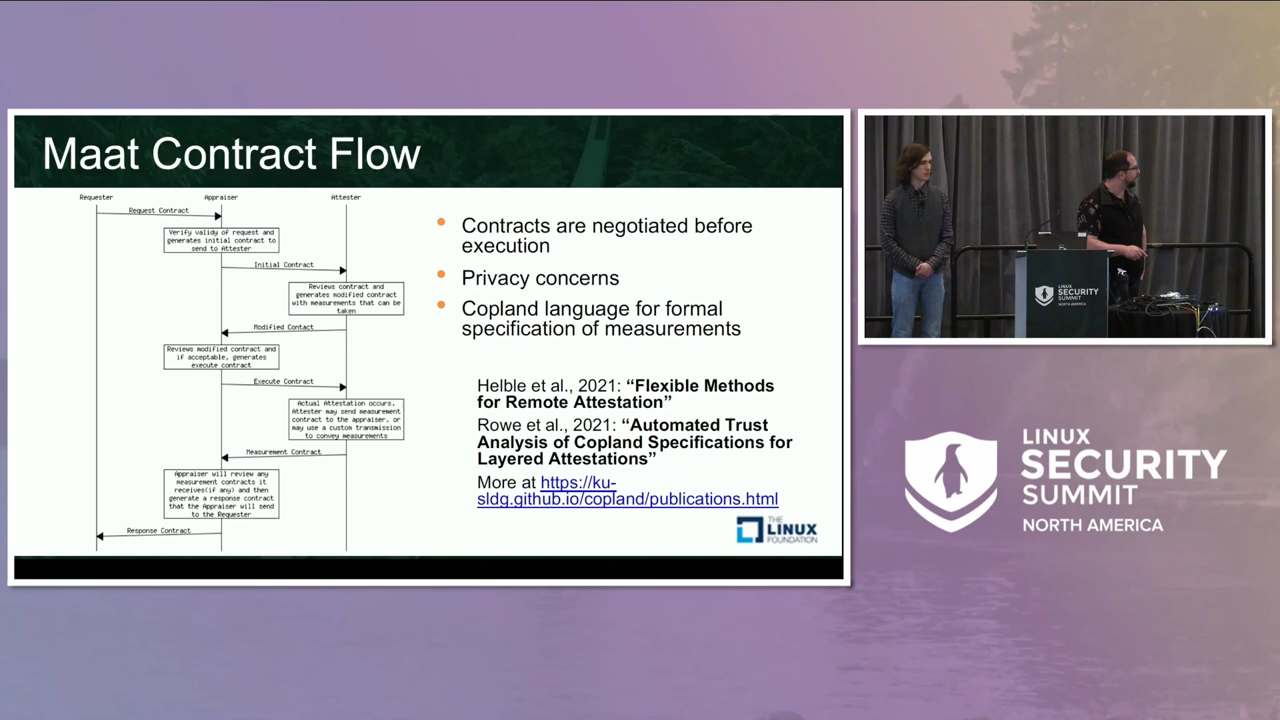 Maat Contract Flow
Requester
Appraiser
Attester
Request Contract
Verify validy of request and
generates initial contract to
send to Attester
Initial Contract
Reviews contract and
generates modified contract
with measurements that can be
taken
Modified Contact
Reviews modified contract and
if acceptable, generates
execute contract
Execute Contract
Actual Attestation occurs.
Attester may send measurement
contract to the appraiser, or
may use a custom transmission
to convey measurements
Measurement Contract
Appraiser will review any
measurement contracts it
receives(if any) and then
generate a response contract
that the Appraiser will send
to the Requester
Response Contract
Contracts are negotiated before
execution
Privacy concerns
Copland language for formal
specification of measurements
Helble et al., 2021: “Flexible Methods
for Remote Attestation”
Rowe et al., 2021: “Automated Trust
Analysis of Copland Specifications for
Layered Attestations”
More at https://ku-
sldg.github.io/copland/publications.html
THE
LINUX
FOUNDATION
LINUX
SECURITY
SUMMIT
NORTH AMERICA
LINUX
SECURITY
SUMMIT
NORTH AMERICA